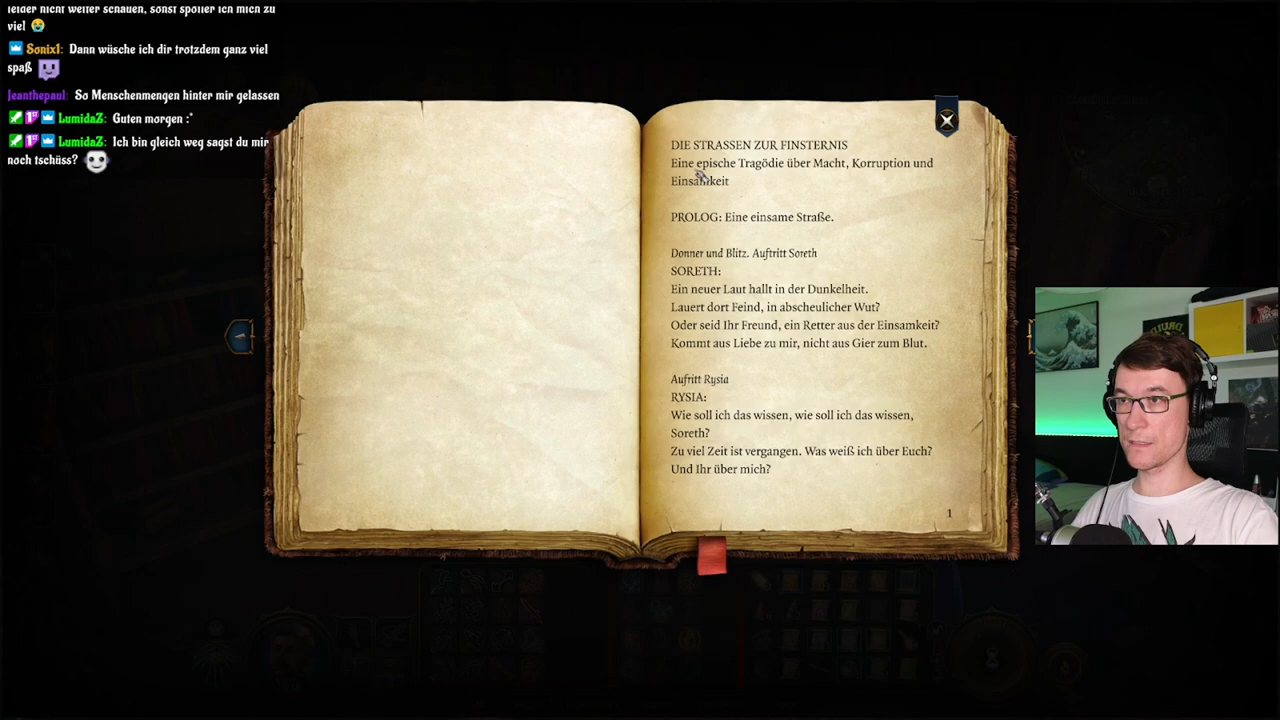 leider nicht weiter schauen, sonst spoiler ich mich zu
viel
Sonix1: Dann wüsche ich dir trotzdem ganz viel
spaß
Jeanthepaul: So Menschenmengen hinter mir gelassen
LumidaZ: Guten morgen :*
LumidaZ: Ich bin gleich weg sagst du mir
noch tschüss?
DIE STRASSEN ZUR FINSTERNIS
Eine epische Tragödie über Macht, Korruption und
Einsamkeit
PROLOG: Eine einsame Straße.
Donner und Blitz. Auftritt Soreth
SORETH:
Ein neuer Laut hallt in der Dunkelheit.
Lauert dort Feind, in abscheulicher Wut?
Oder seid Ihr Freund, ein Retter aus der Einsamkeit?
Kommt aus Liebe zu mir, nicht aus Gier zum Blut.
Aufritt Rysia
RYSIA:
Wie soll ich das wissen, wie soll ich das wissen,
Soreth?
Zu viel Zeit ist vergangen. Was weiß ich über Euch?
Und Ihr über mich?
1